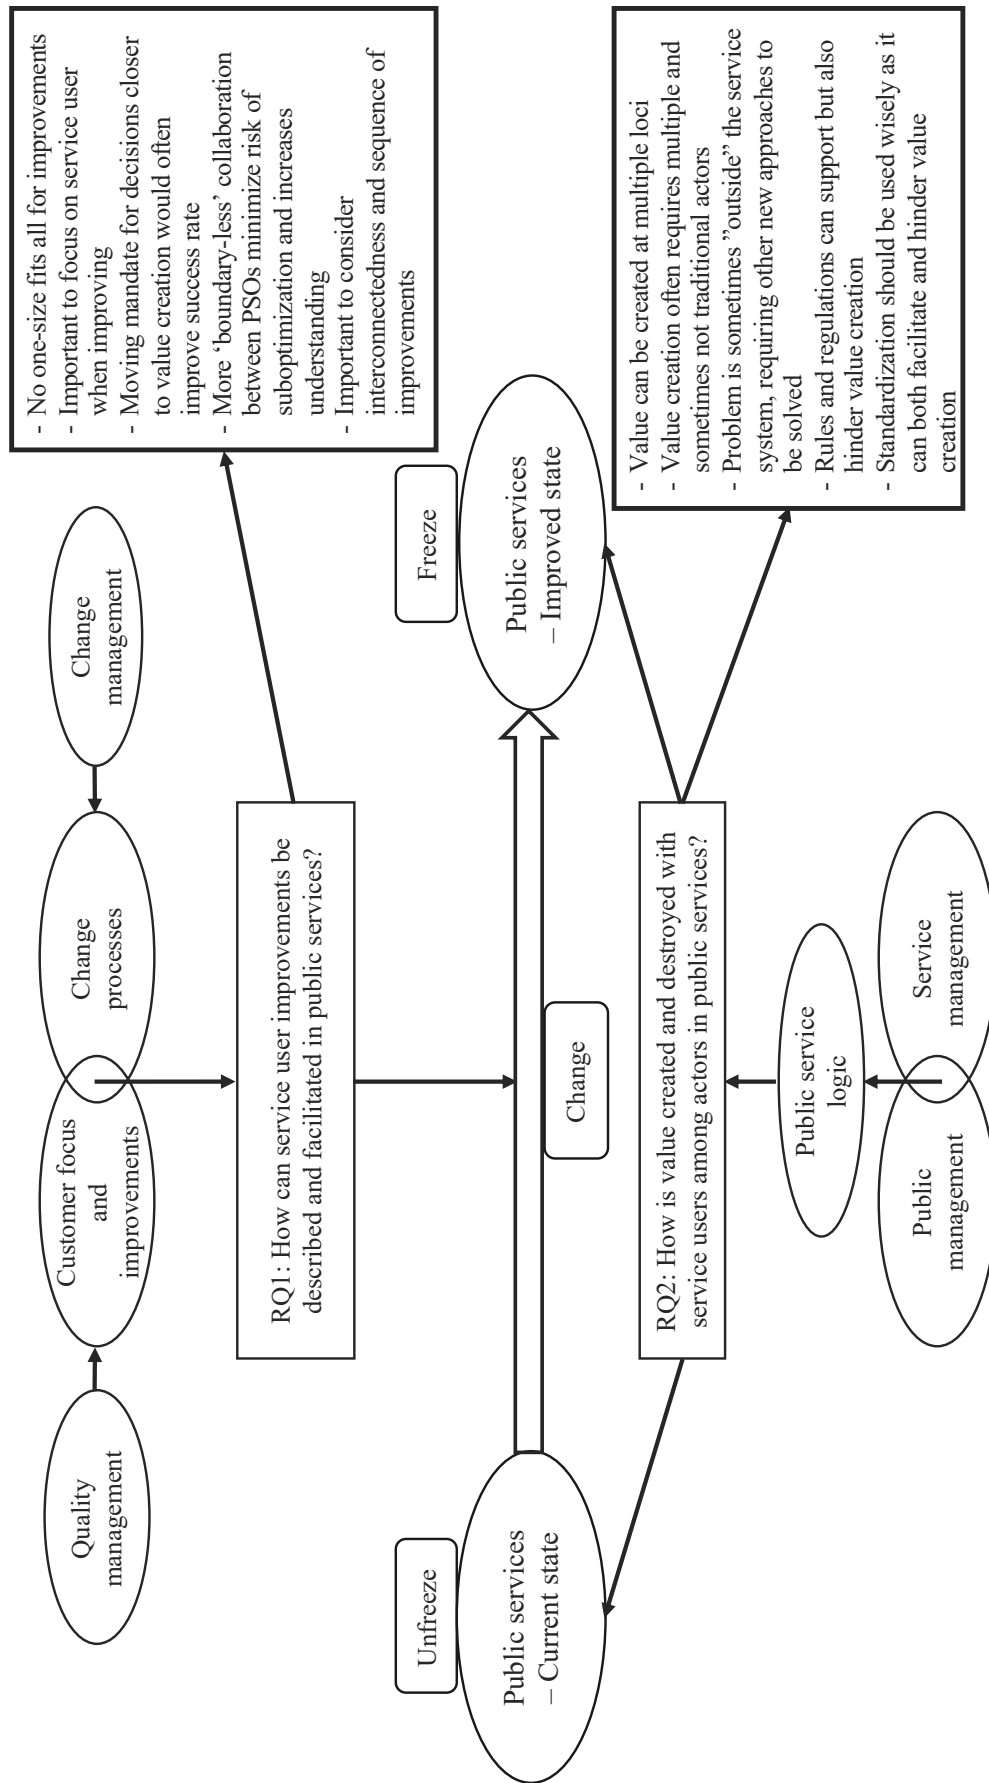 Quality
management
Customer focus
and
improvements
Change
processes
Change
management
- No one-size fits all for improvements
- Important to focus on service user
when improving
- Moving mandate for decisions closer
to value creation would often
improve success rate
- More ‘boundary-less’ collaboration
between PSOs minimize risk of
suboptimization and increases
understanding
- Important to consider
interconnectedness and sequence of
improvements
RQ1: How can service user improvements be
described and facilitated in public services?
Unfreeze
Public services
– Current state
Change
Freeze
Public services
– Improved state
RQ2: How is value created and destroyed with
service users among actors in public services?
- Value can be created at multiple loci
- Value creation often requires multiple and
sometimes not traditional actors
- Problem is sometimes ”outside” the service
system, requiring other new approaches to
be solved
- Rules and regulations can support but also
hinder value creation
- Standardization should be used wisely as it
can both facilitate and hinder value
creation
Public service
logic
Public
management
Service
management